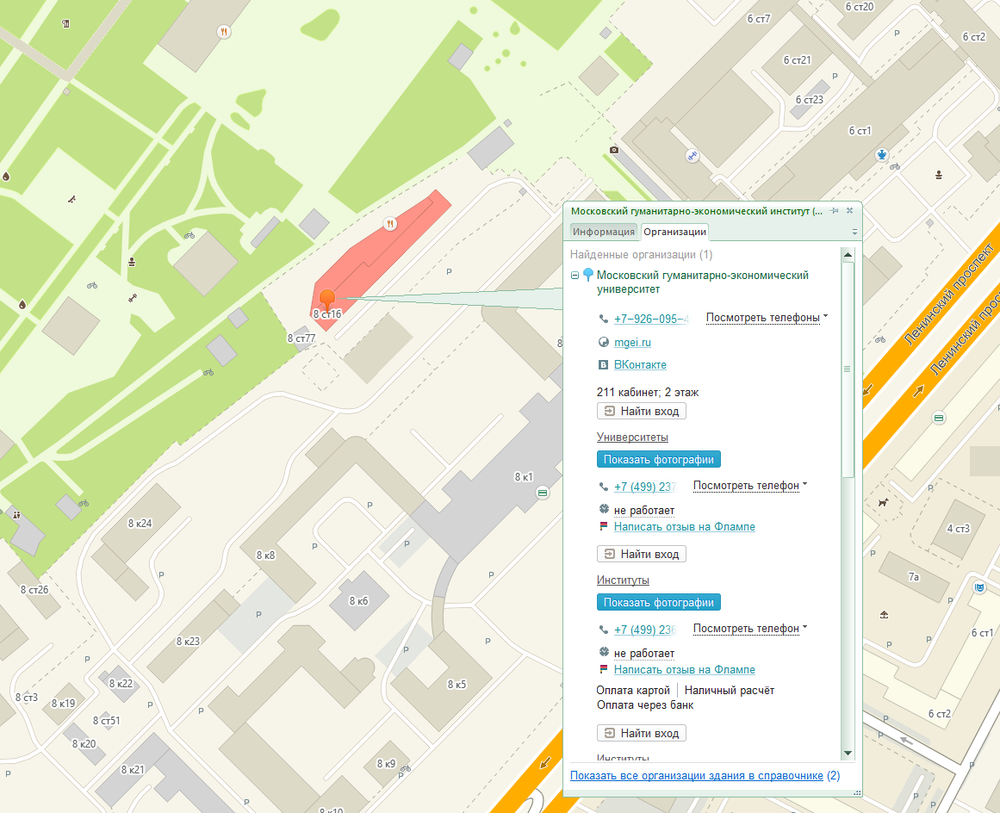 6 ст20
6 ст7
6 ст2
P
6 ст21
P
6 ст23
6 ст1
Московский гуманитарно-экономический институт (...
Информация
Организации
Найденные организации (1)
Московский гуманитарно-экономический
университет
+7-926-095-4
Посмотреть телефоны
mgei.ru
ВКонтакте
211 кабинет; 2 этаж
Найти вход
Университеты
Показать фотографии
+7 (499) 237
Посмотреть телефон
не работает
Написать отзыв на Флампе
Найти вход
Институты
Показать фотографии
+7 (499) 236
Посмотреть телефон
не работает
Написать отзыв на Флампе
Оплата картой
Наличный расчёт
Оплата через банк
Найти вход
Институты
Показать все организации здания в справочнике (2)
Ленинский проспект
Ленинский прос
P
8 ст16
8 ст77
8
8 к1
P
8 к24
P
P
8 к8
P
P
8 ст26
8 к6
P
P
8 к23
P
P
P
8 к22
8 к5
8 ст3
8 к19
P
P
8 ст51
8 к20
8 к21
8 к9
P
P
P
8 к10
P
4 ст3
P
7а
P
6 ст1
P
P
6 ст2
P
P
P
P
P